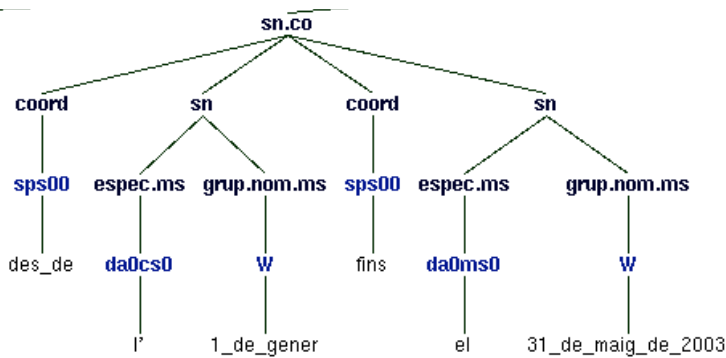 sn.co
coord sn coord sn
sps00 espec.ms grup.nom.ms sps00 espec.ms grup.nom.ms
des_de da0cs0 W fins da0ms0 W
l' 1_de_gener el 31_de_maig_de_2003